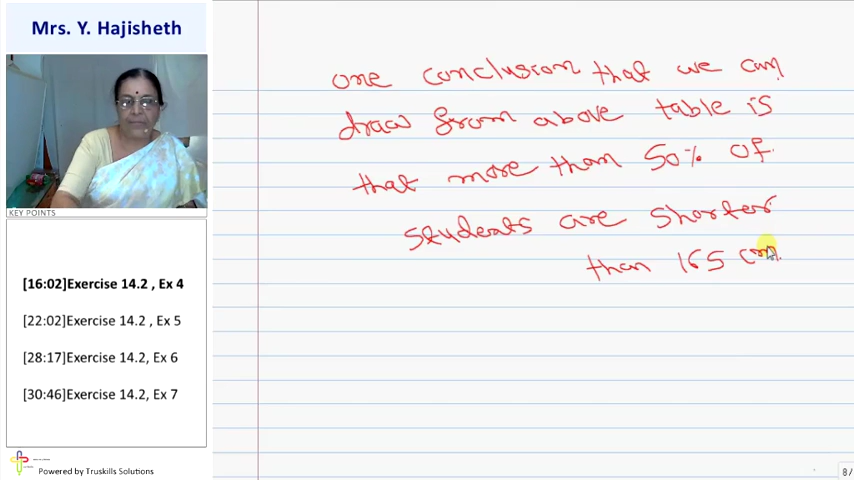 Mrs. Y. Hajisheth
KEY POINTS
[16:02]Exercise 14.2 , Ex 4
[22:02]Exercise 14.2 , Ex 5
[28:17]Exercise 14.2, Ex 6
[30:46]Exercise 14.2, Ex 7
Powered by Truskills Solutions
one conclusion that we can
draw from above table is
that more than 50% of
students are shorter
than 165 cm.
8/